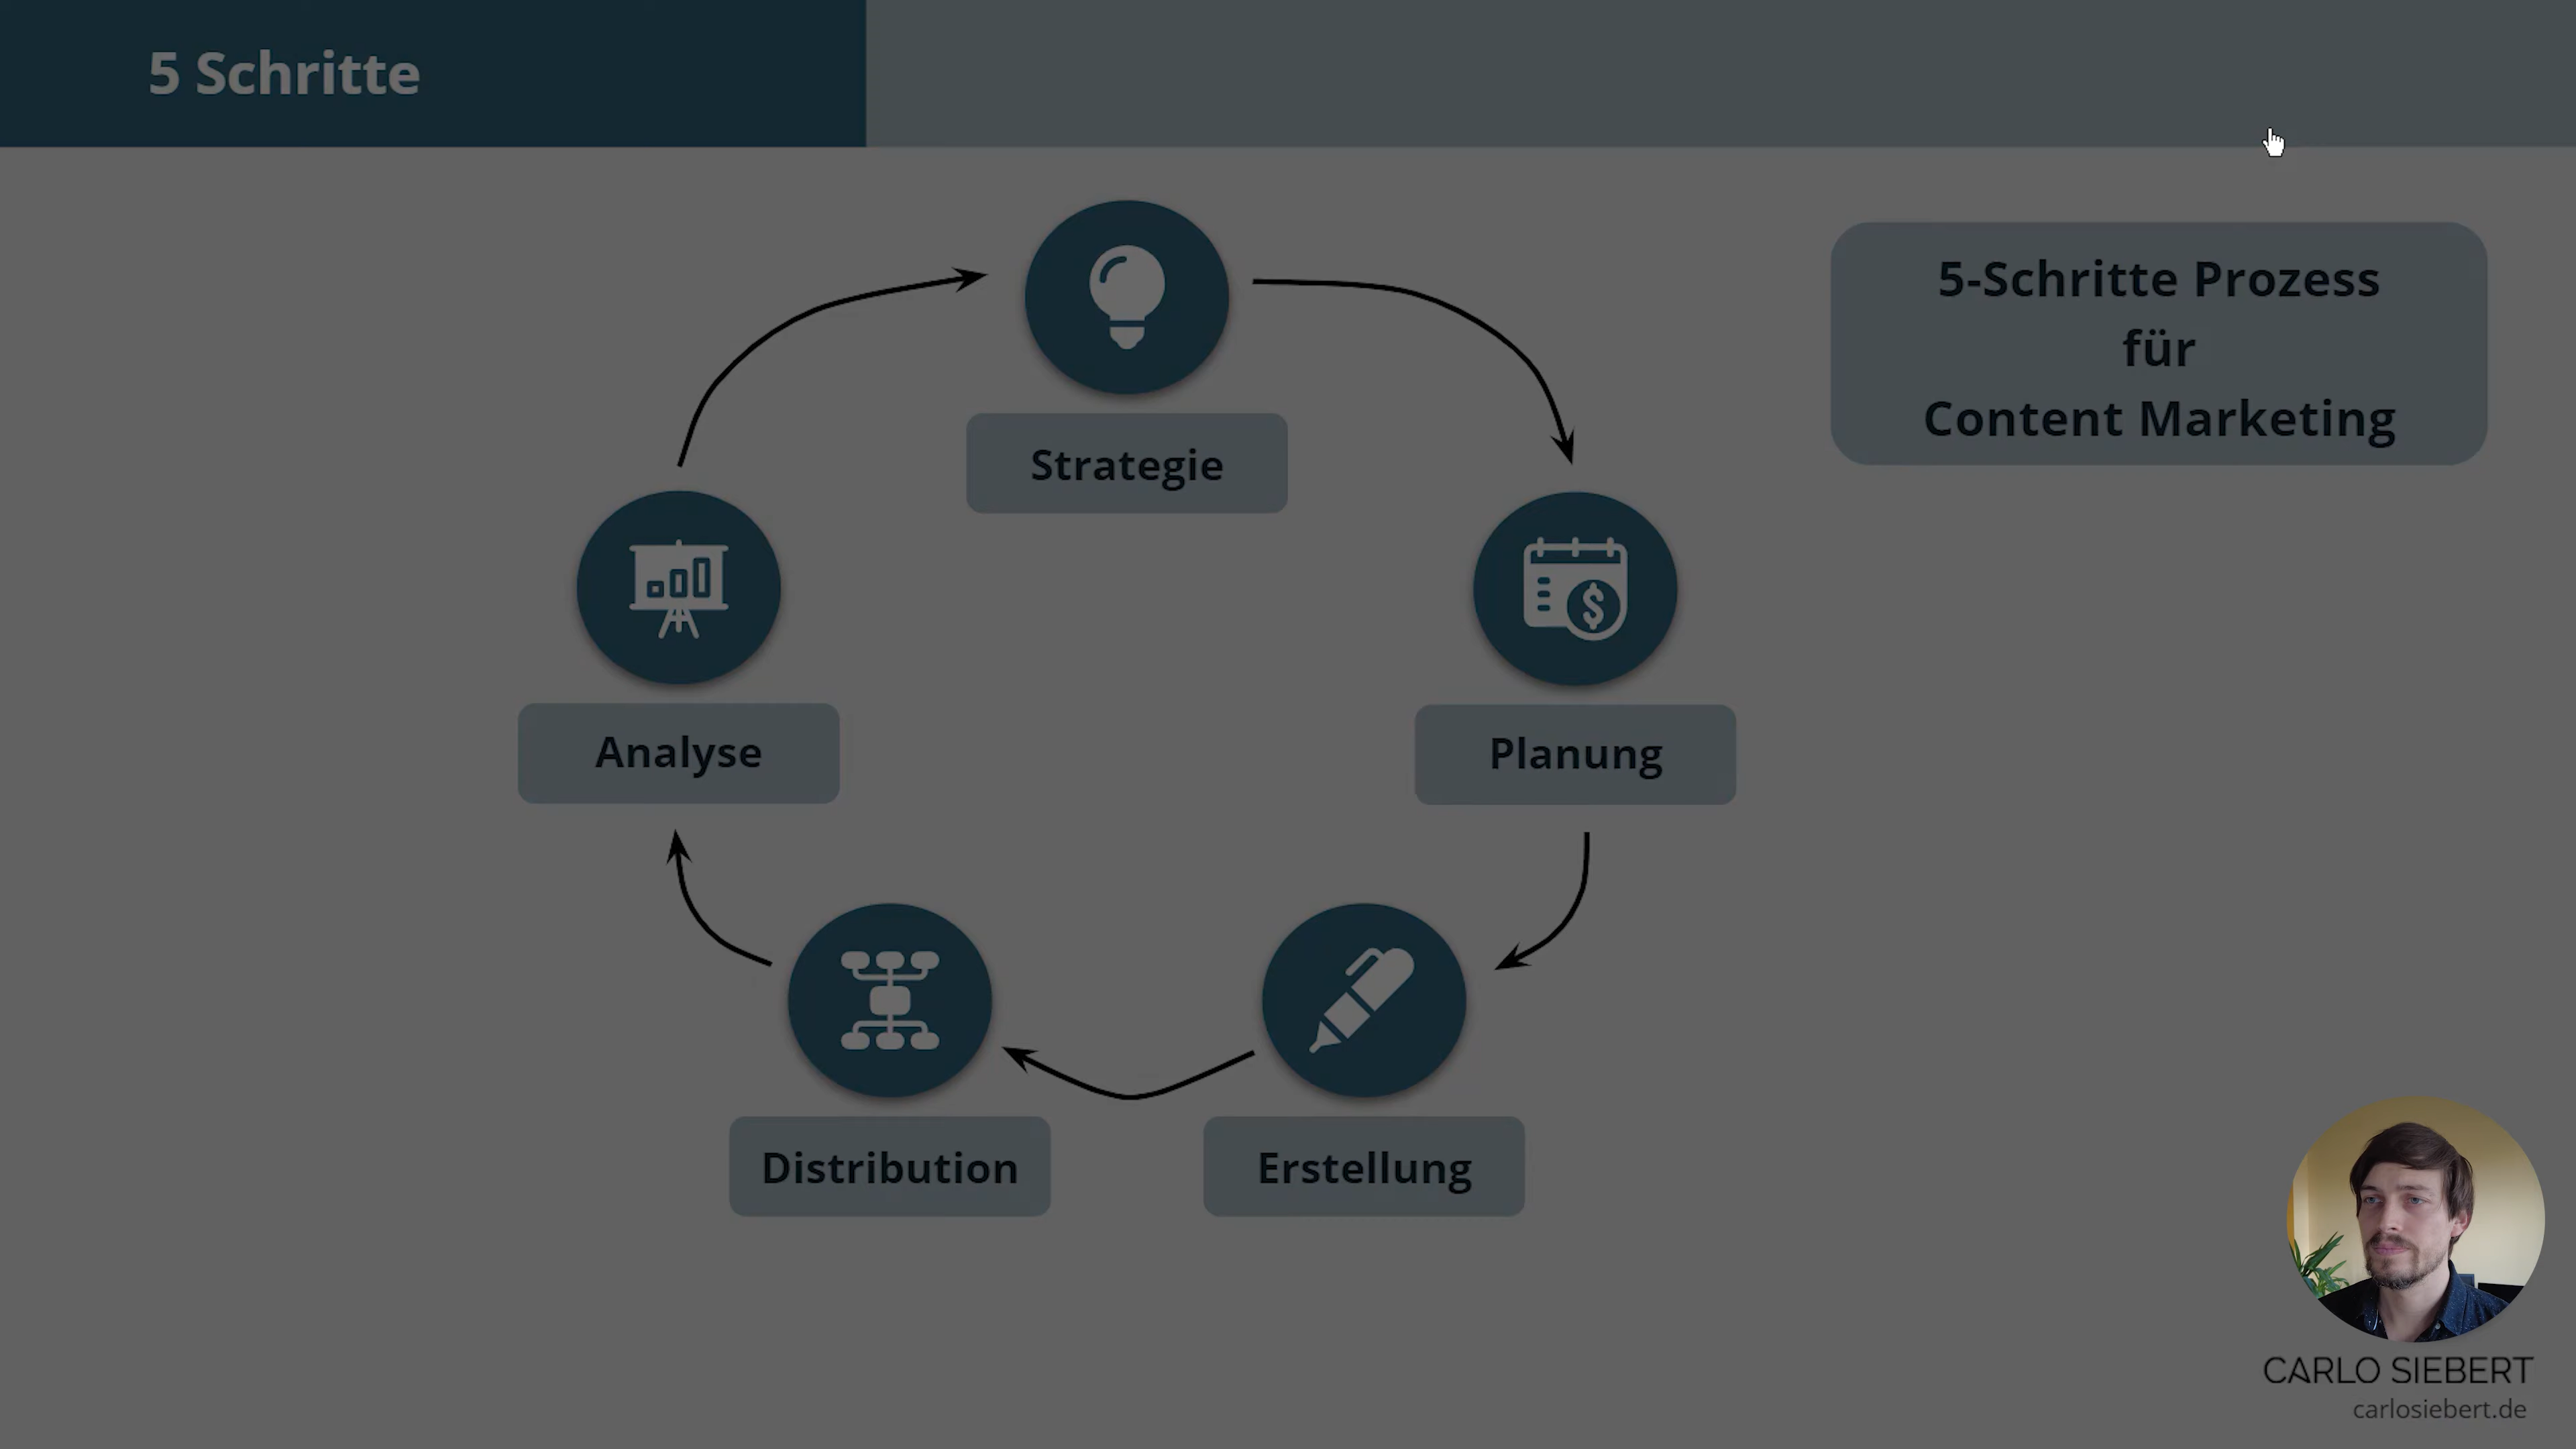 5 Schritte
5-Schritte Prozess
für
Content Marketing
Strategie
Analyse
Planung
Distribution
Erstellung
CARLO SIEBERT
carlosiebert.de